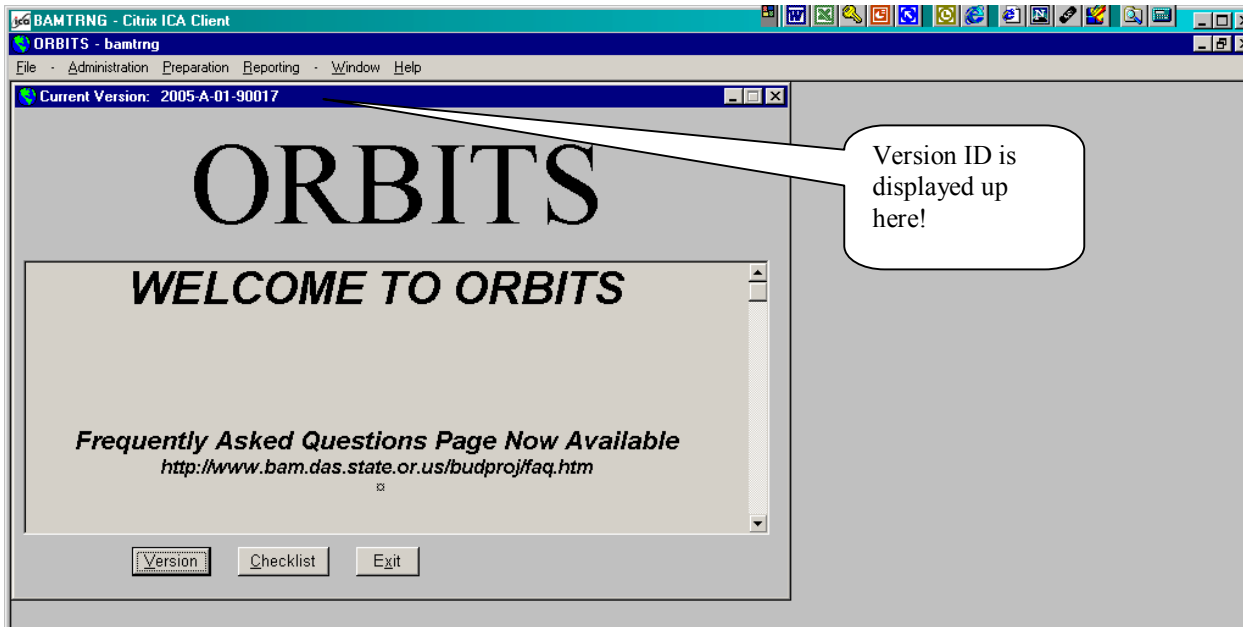 BAMTRNG - Citrix ICA Client
ORBITS - bamtrng
File - Administration Preparation Reporting - Window Help
Current Version: 2005-A-01-90017
Version ID is
displayed up
here!
ORBITS
WELCOME TO ORBITS
Frequently Asked Questions Page Now Available
http://www.bam.das.state.or.us/budproj/faq.htm
¤
Version Checklist Exit